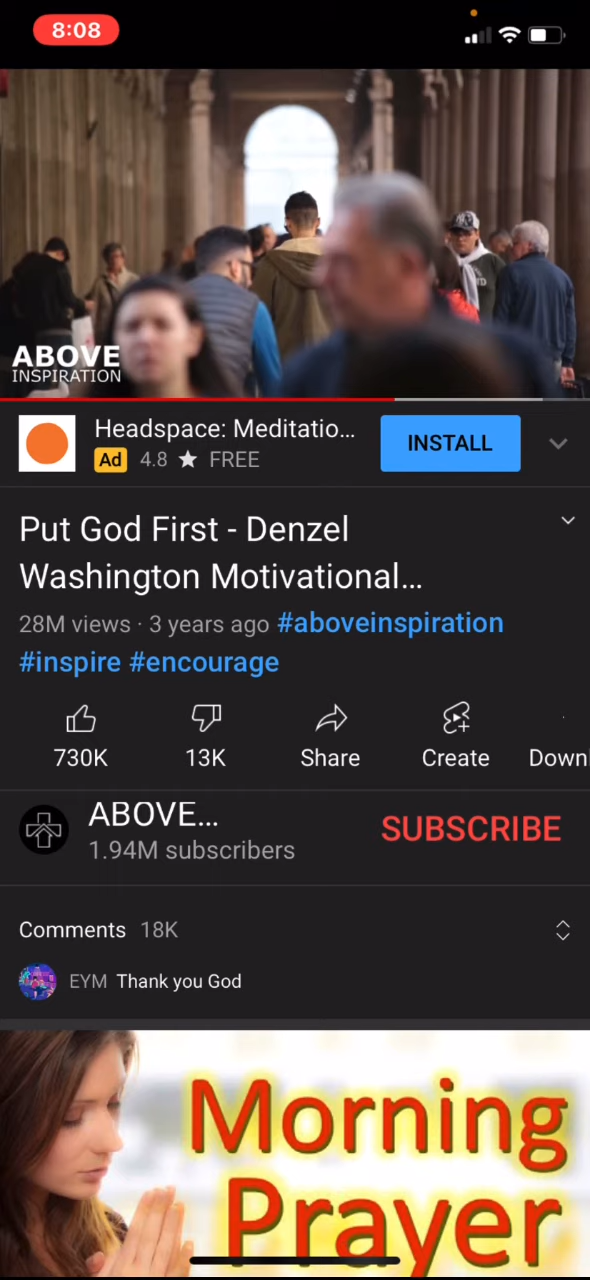 8:08
ABOVE
INSPIRATION
Headspace: Meditatio...
INSTALL
Ad 4.8 ★ FREE
Put God First - Denzel
Washington Motivational...
28M views · 3 years ago #aboveinspiration
#inspire #encourage
730K 13K Share Create Downl
ABOVE...
SUBSCRIBE
1.94M subscribers
Comments 18K
EYM Thank you God
Morning
Prayer